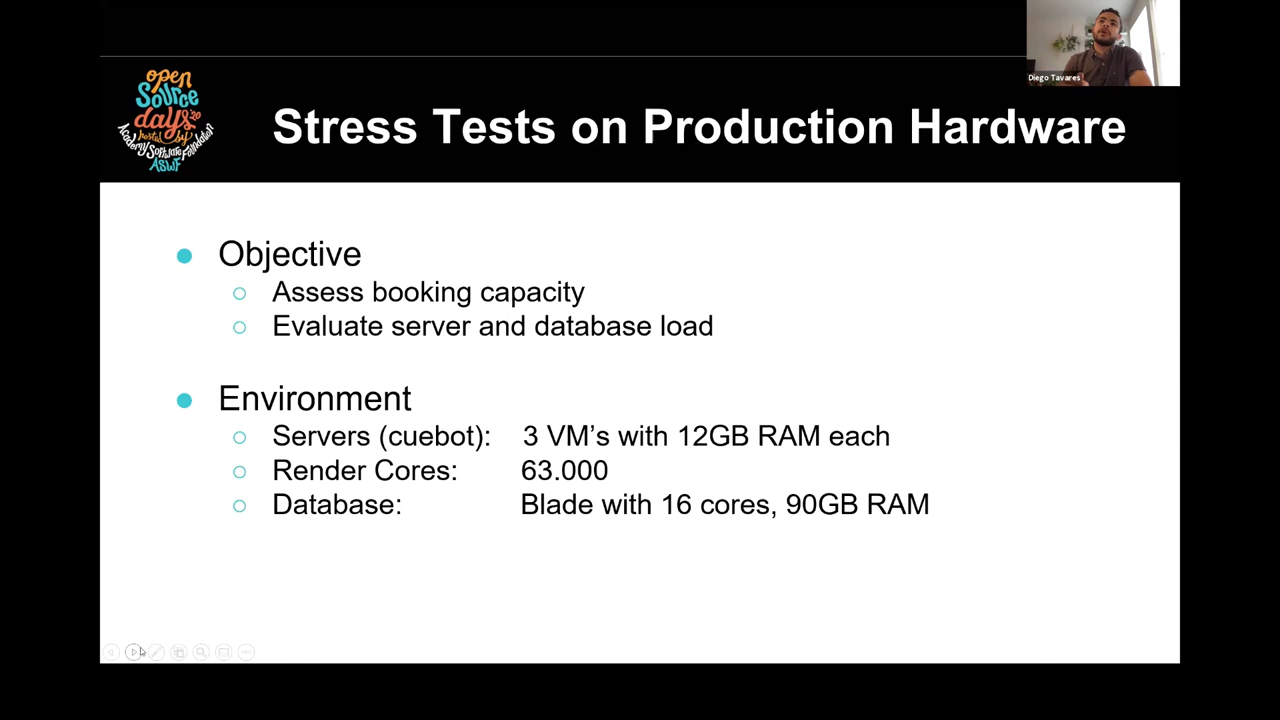 Diego Tavares
open
Source
days '20
hosted
by
Academy Software Foundation
ASWF
Stress Tests on Production Hardware
Objective
Assess booking capacity
Evaluate server and database load
Environment
Servers (cuebot): 3 VM's with 12GB RAM each
Render Cores: 63.000
Database: Blade with 16 cores, 90GB RAM